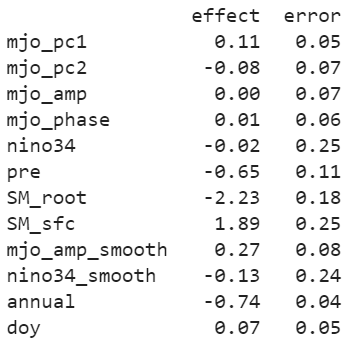 effect error
mjo_pc1 0.11 0.05
mjo_pc2 -0.08 0.07
mjo_amp 0.00 0.07
mjo_phase 0.01 0.06
nino34 -0.02 0.25
pre -0.65 0.11
SM_root -2.23 0.18
SM_sfc 1.89 0.25
mjo_amp_smooth 0.27 0.08
nino34_smooth -0.13 0.24
annual -0.74 0.04
doy 0.07 0.05